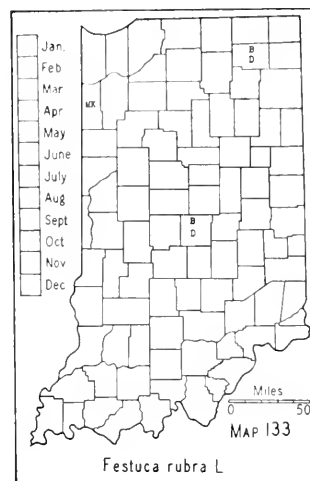 Jan.
Feb
Mar
Apr
May
June
July
Aug
Sept
Oct
Nov
Dec
B
D
MK
B
D
Miles
0 50
MAP 133
Festuca rubra L